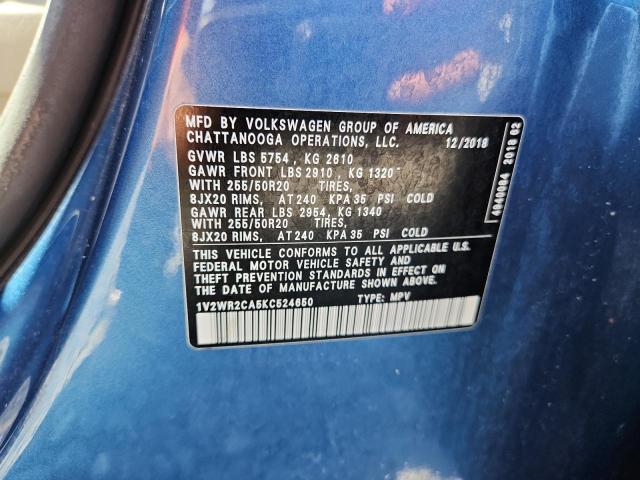 MFD BY VOLKSWAGEN GROUP OF AMERICA
CHATTANOOGA OPERATIONS, LLC. 12/2018
GVWR LBS 5754 , KG 2610
GAWR FRONT LBS 2910 , KG 1320
WITH 255/50R20 TIRES,
8JX20 RIMS, AT 240 KPA 35 PSI COLD
GAWR REAR LBS 2954, KG 1340
WITH 255/50R20 TIRES,
8JX20 RIMS, AT 240 KPA 35 PSI COLD
THIS VEHICLE CONFORMS TO ALL APPLICABLE U.S.
FEDERAL MOTOR VEHICLE SAFETY AND
THEFT PREVENTION STANDARDS IN EFFECT ON
THE DATE OF MANUFACTURE SHOWN ABOVE.
1V2WR2CA5KC524650 TYPE: MPV
2018 02